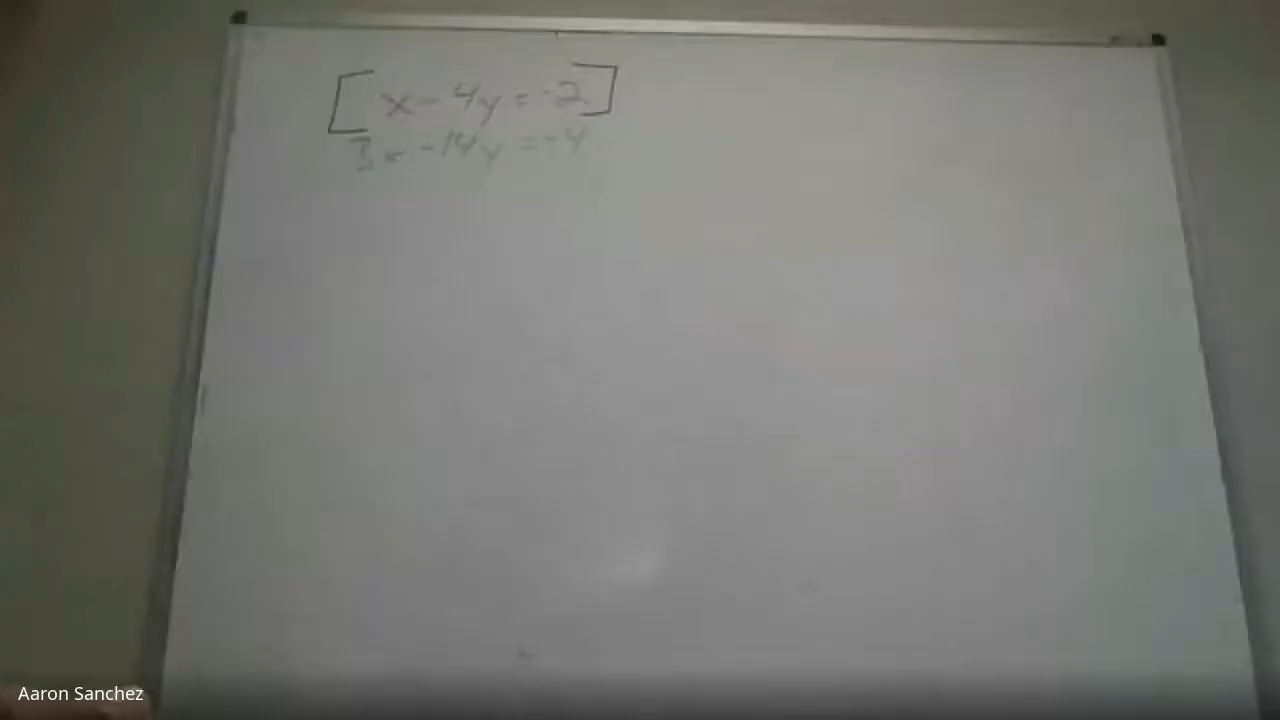 [x - 4y = -2]
3x - 14y = -4
Aaron Sanchez